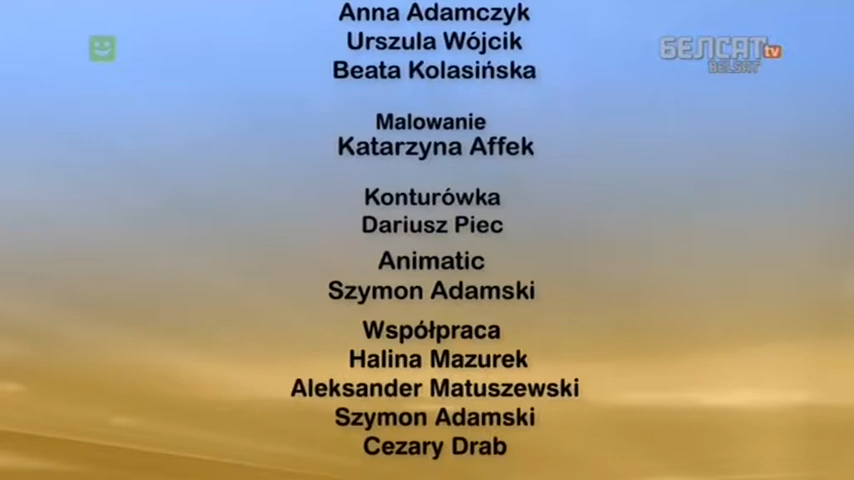 Anna Adamczyk
Urszula Wójcik
БЕЛСАТ tv
BELSAT
Beata Kolasińska
Malowanie
Katarzyna Affek
Konturówka
Dariusz Piec
Animatic
Szymon Adamski
Współpraca
Halina Mazurek
Aleksander Matuszewski
Szymon Adamski
Cezary Drab